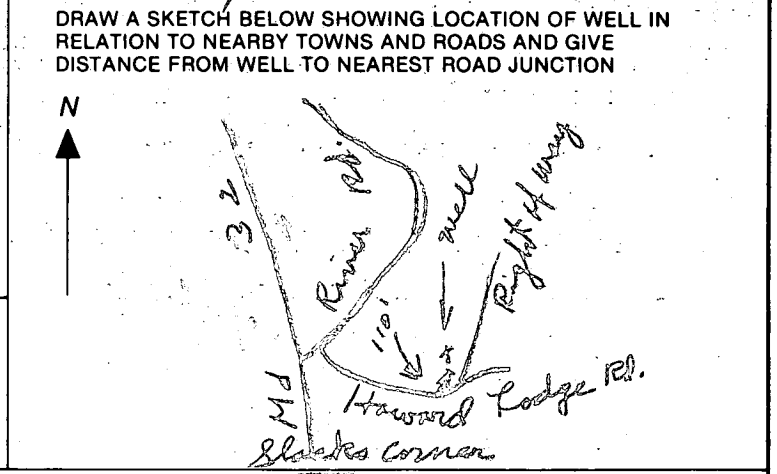 DRAW A SKETCH BELOW SHOWING LOCATION OF WELL IN
RELATION TO NEARBY TOWNS AND ROADS AND GIVE
DISTANCE FROM WELL TO NEAREST ROAD JUNCTION
N
Md 32
River Rd.
110'
well
Right of way
Howard Lodge Rd.
Slacks corner